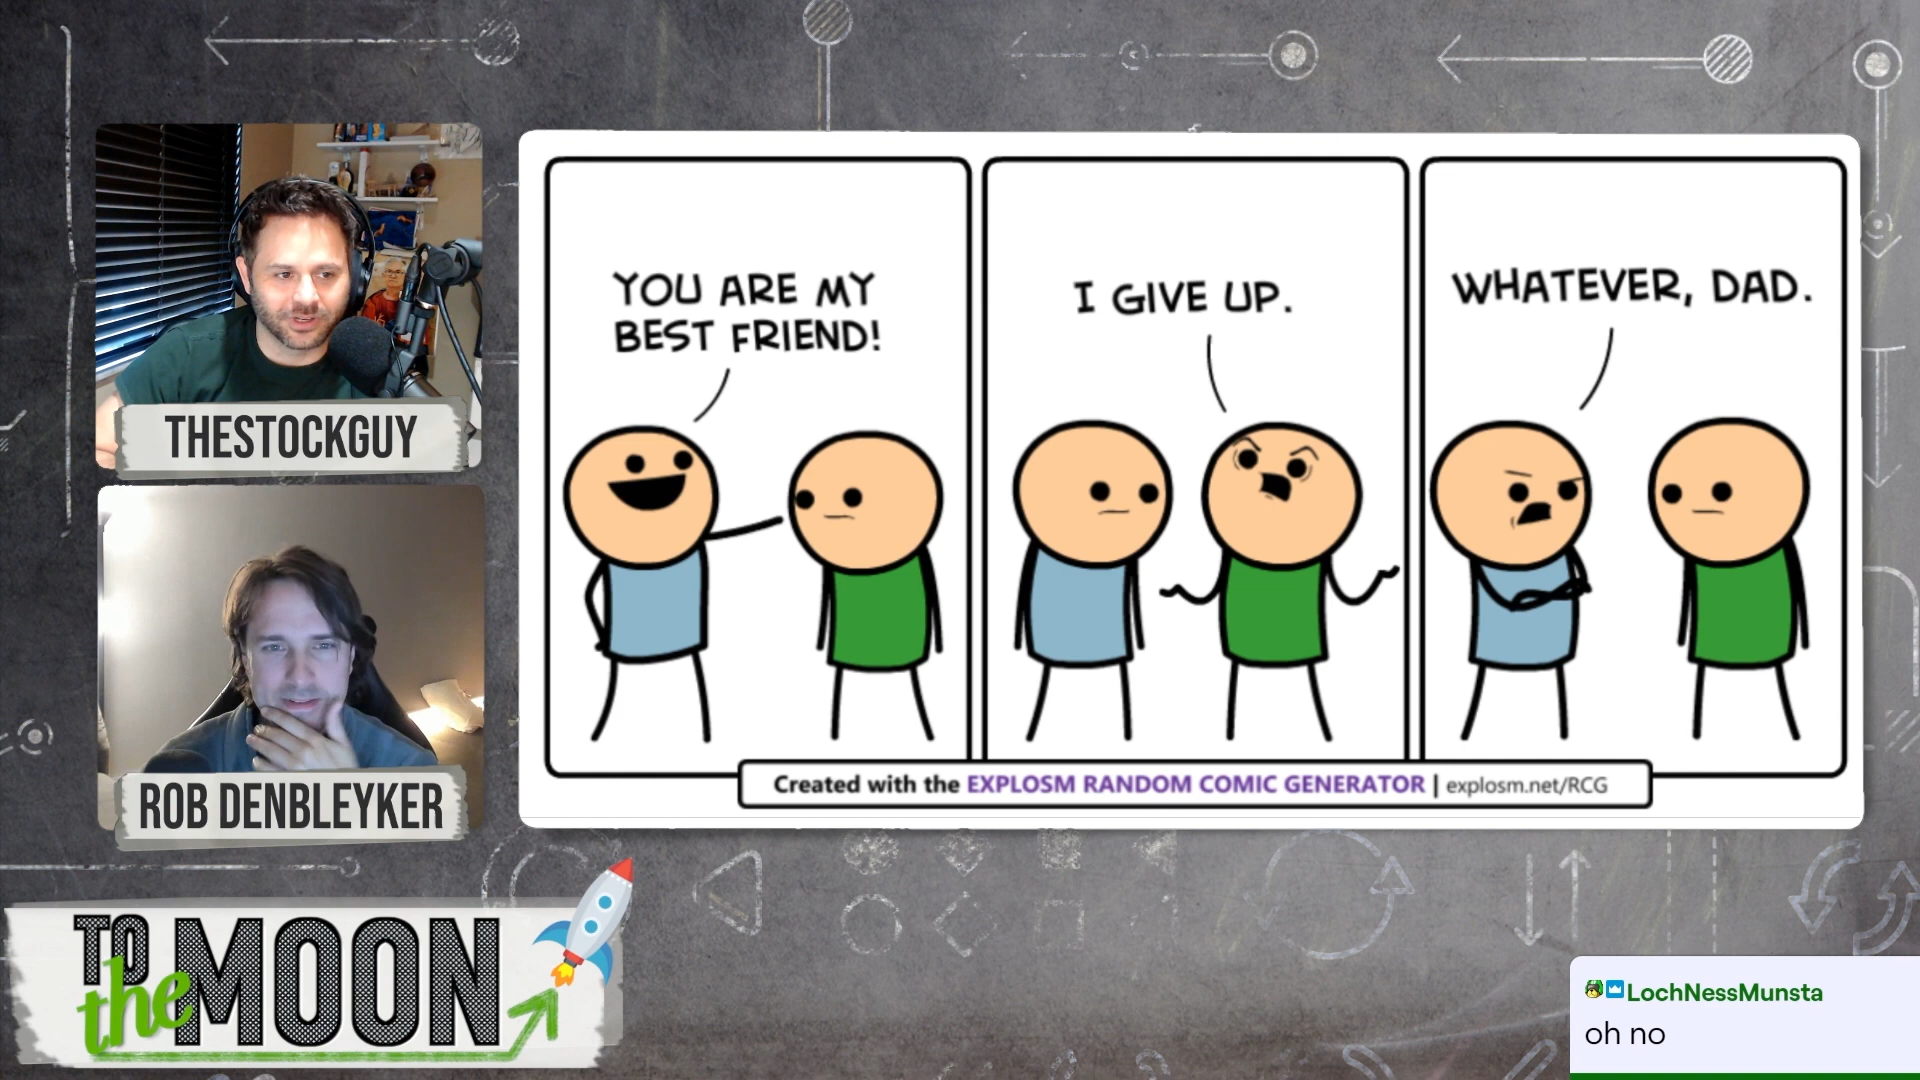 THESTOCKGUY
ROB DENBLEYKER
YOU ARE MY
BEST FRIEND!
I GIVE UP.
WHATEVER, DAD.
Created with the EXPLOSM RANDOM COMIC GENERATOR | explosm.net/RCG
TO
the MOON
LochNessMunsta
oh no